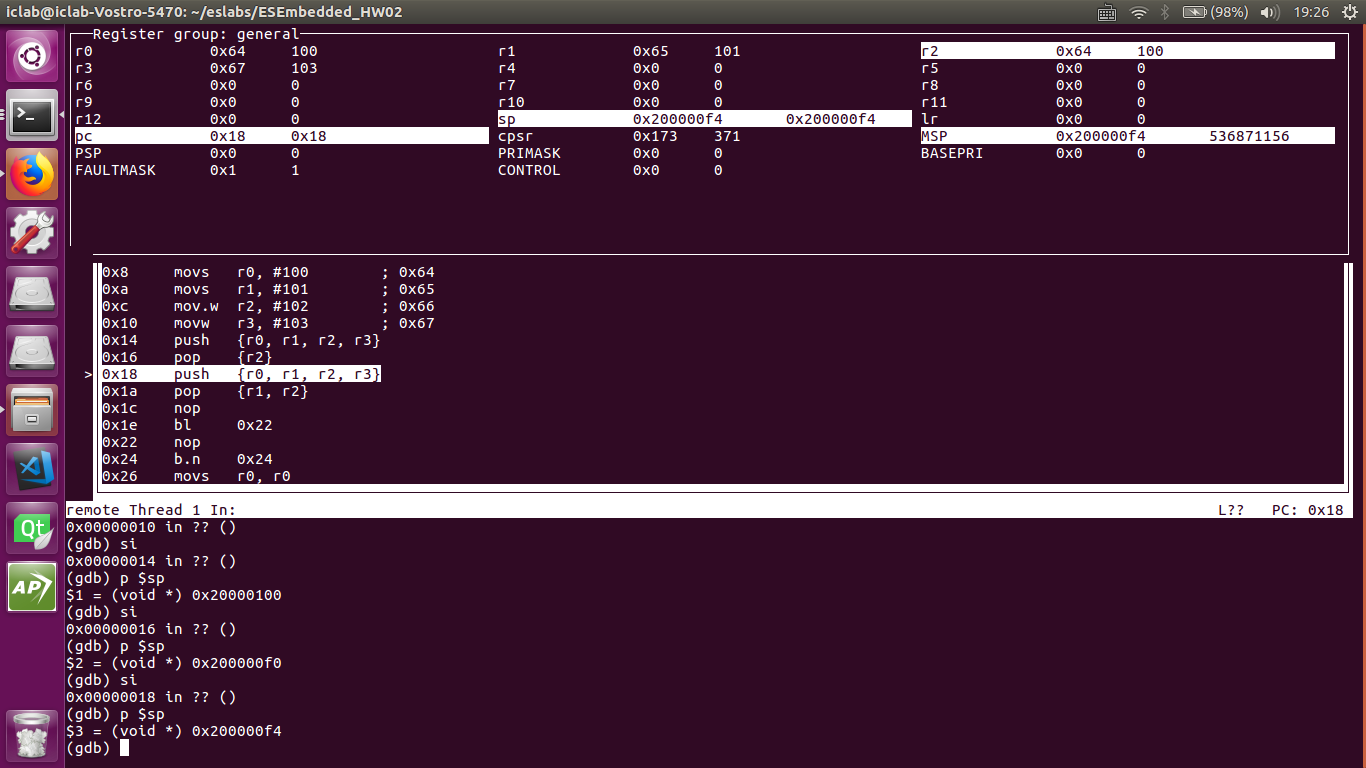 iclab@iclab-Vostro-5470: ~/eslabs/ESEmbedded_HW02 (98%) 19:26
Register group: general
r0 0x64 100 r1 0x65 101 r2 0x64 100
r3 0x67 103 r4 0x0 0 r5 0x0 0
r6 0x0 0 r7 0x0 0 r8 0x0 0
r9 0x0 0 r10 0x0 0 r11 0x0 0
r12 0x0 0 sp 0x200000f4 0x200000f4 lr 0x0 0
pc 0x18 0x18 cpsr 0x173 371 MSP 0x200000f4 536871156
PSP 0x0 0 PRIMASK 0x0 0 BASEPRI 0x0 0
FAULTMASK 0x1 1 CONTROL 0x0 0
0x8 movs r0, #100 ; 0x64
0xa movs r1, #101 ; 0x65
0xc mov.w r2, #102 ; 0x66
0x10 movw r3, #103 ; 0x67
0x14 push {r0, r1, r2, r3}
0x16 pop {r2}
>0x18 push {r0, r1, r2, r3}
0x1a pop {r1, r2}
0x1c nop
0x1e bl 0x22
0x22 nop
0x24 b.n 0x24
0x26 movs r0, r0
remote Thread 1 In: L?? PC: 0x18
0x00000010 in ?? ()
(gdb) si
0x00000014 in ?? ()
(gdb) p $sp
$1 = (void *) 0x20000100
(gdb) si
0x00000016 in ?? ()
(gdb) p $sp
$2 = (void *) 0x200000f0
(gdb) si
0x00000018 in ?? ()
(gdb) p $sp
$3 = (void *) 0x200000f4
(gdb)
Qt
AP